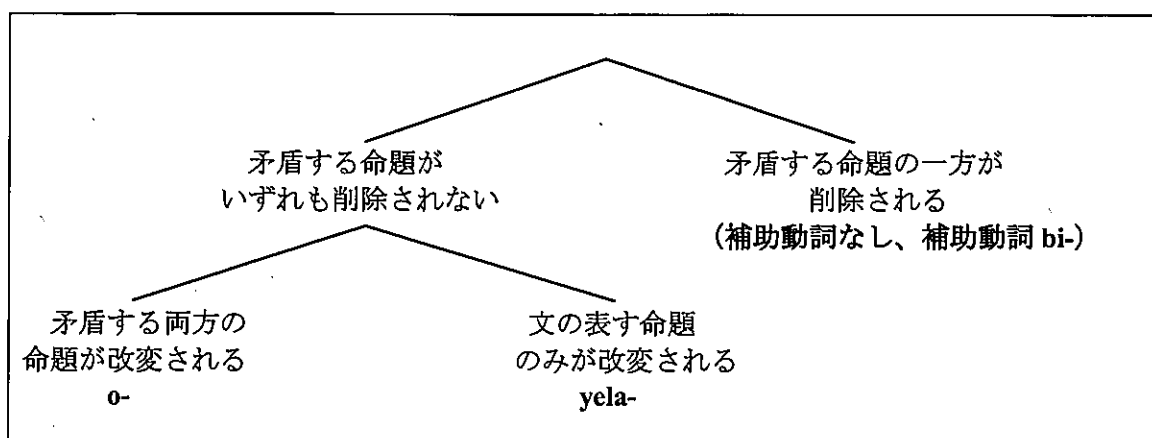 矛盾する命題が
いずれも削除されない
矛盾する命題の一方が
削除される
（補助動詞なし、補助動詞 bi-）
矛盾する両方の
命題が改変される
o-
文の表す命題
のみが改変される
yela-